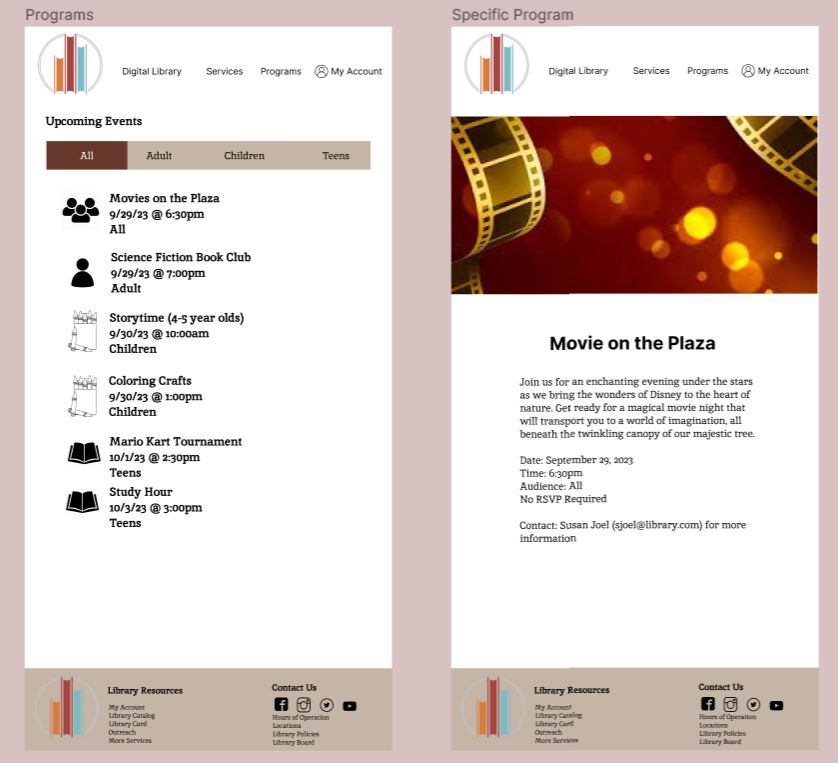 Programs
Digital Library
Services
Programs
My Account
Upcoming Events
All
Adult
Children
Teens
Movies on the Plaza
9/29/23 @ 6:30pm
All
Science Fiction Book Club
9/29/23 @ 7:00pm
Adult
Storytime (4-5 year olds)
9/30/23 @ 10:00am
Children
Coloring Crafts
9/30/23 @ 1:00pm
Children
Mario Kart Tournament
10/1/23 @ 2:30pm
Teens
Study Hour
10/3/23 @ 3:00pm
Teens
Library Resources
My Account
Library Catalog
Library Card
Outreach
More Services
Contact Us
Hours of Operation
Locations
Library Policies
Library Board
Specific Program
Digital Library
Services
Programs
My Account
Movie on the Plaza
Join us for an enchanting evening under the stars
as we bring the wonders of Disney to the heart of
nature. Get ready for a magical movie night that
will transport you to a world of imagination, all
beneath the twinkling canopy of our majestic tree.
Date: September 29, 2023
Time: 6:30pm
Audience: All
No RSVP Required
Contact: Susan Joel (sjoel@library.com) for more
information
Library Resources
My Account
Library Catalog
Library Card
Outreach
More Services
Contact Us
Hours of Operation
Locations
Library Policies
Library Board